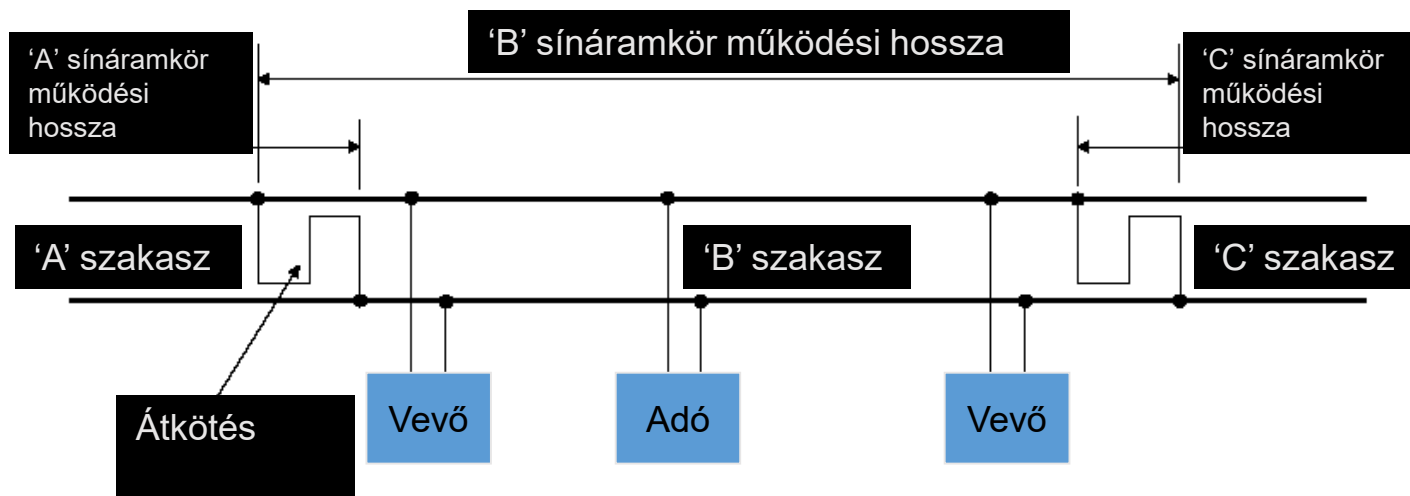 ‘B’ sínáramkör működési hossza
‘A’ sínáramkör
működési
hossza
‘C’ sínáramkör
működési
hossza
‘A’ szakasz
‘B’ szakasz
‘C’ szakasz
Átkötés
Vevő
Adó
Vevő